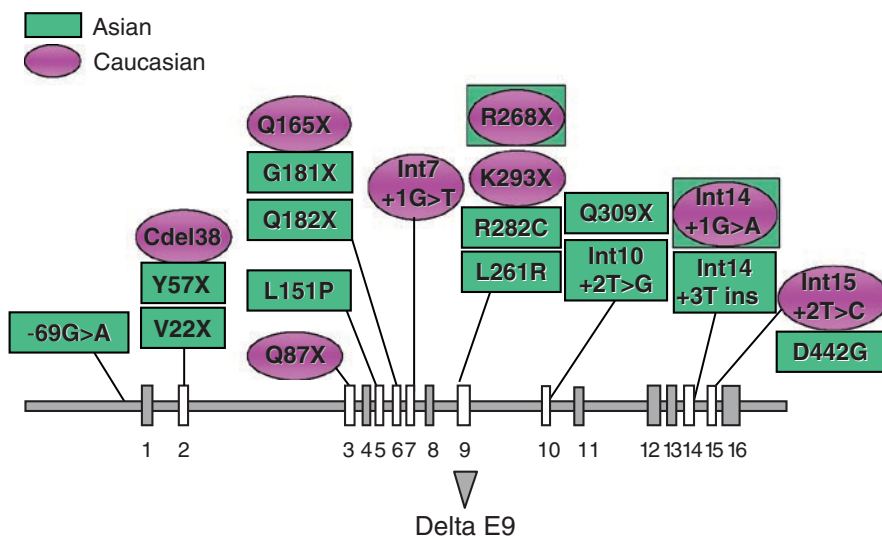 Asian
Caucasian
Q165X
G181X
Q182X
L151P
Q87X
Cdel38
Y57X
V22X
-69G>A
Int7
+1G>T
R268X
K293X
R282C
L261R
Q309X
Int10
+2T>G
Int14
+1G>A
Int14
+3T ins
Int15
+2T>C
D442G
1 2 3 4 5 6 7 8 9 10 11 12 13 14 15 16
Delta E9